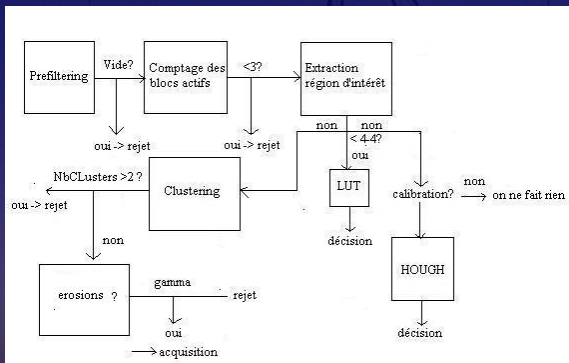 Prefiltering
Vide?
oui -> rejet
Comptage des
blocs actifs
<3?
oui -> rejet
Extraction
région d'intérêt
non
non
< 4-4?
oui
LUT
décision
calibration?
non
on ne fait rien
HOUGH
décision
Clustering
NbCLusters >2 ?
oui -> rejet
non
erosions ?
gamma
rejet
oui
acquisition